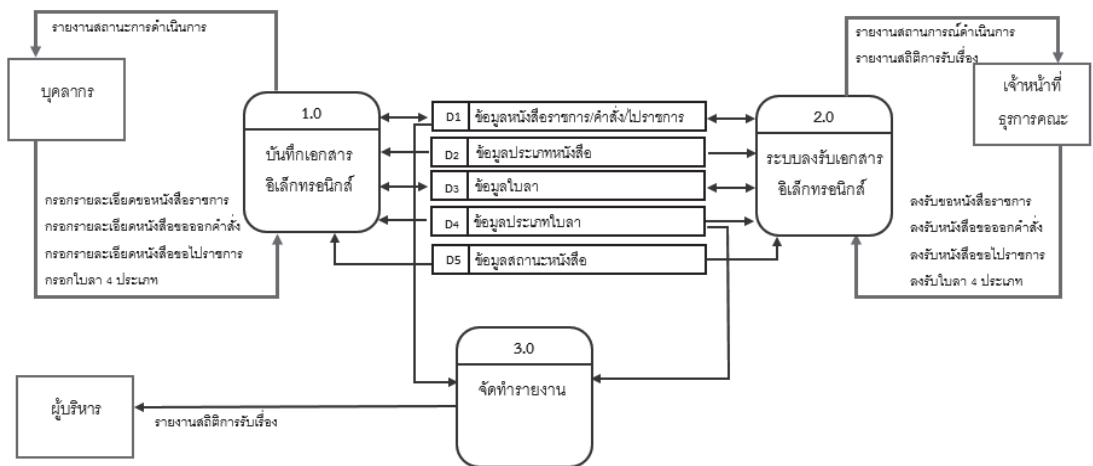 รายงานสถานะการดำเนินการ
บุคลากร
กรอกรายละเอียดขอหนังสือราชการ
กรอกรายละเอียดหนังสือขอออกคำสั่ง
กรอกรายละเอียดหนังสือขอไปราชการ
กรอกใบลา 4 ประเภท
1.0
บันทึกเอกสาร
อิเล็กทรอนิกส์
D1 ข้อมูลหนังสือราชการ/คำสั่ง/ไปราชการ
D2 ข้อมูลประเภทหนังสือ
D3 ข้อมูลใบลา
D4 ข้อมูลประเภทใบลา
D5 ข้อมูลสถานะหนังสือ
2.0
ระบบลงรับเอกสาร
อิเล็กทรอนิกส์
รายงานสถานการณ์ดำเนินการ
รายงานสถิติการรับเรื่อง
เจ้าหน้าที่
ธุรการคณะ
ลงรับขอหนังสือราชการ
ลงรับหนังสือขอออกคำสั่ง
ลงรับหนังสือขอไปราชการ
ลงรับใบลา 4 ประเภท
3.0
จัดทำรายงาน
ผู้บริหาร
รายงานสถิติการรับเรื่อง